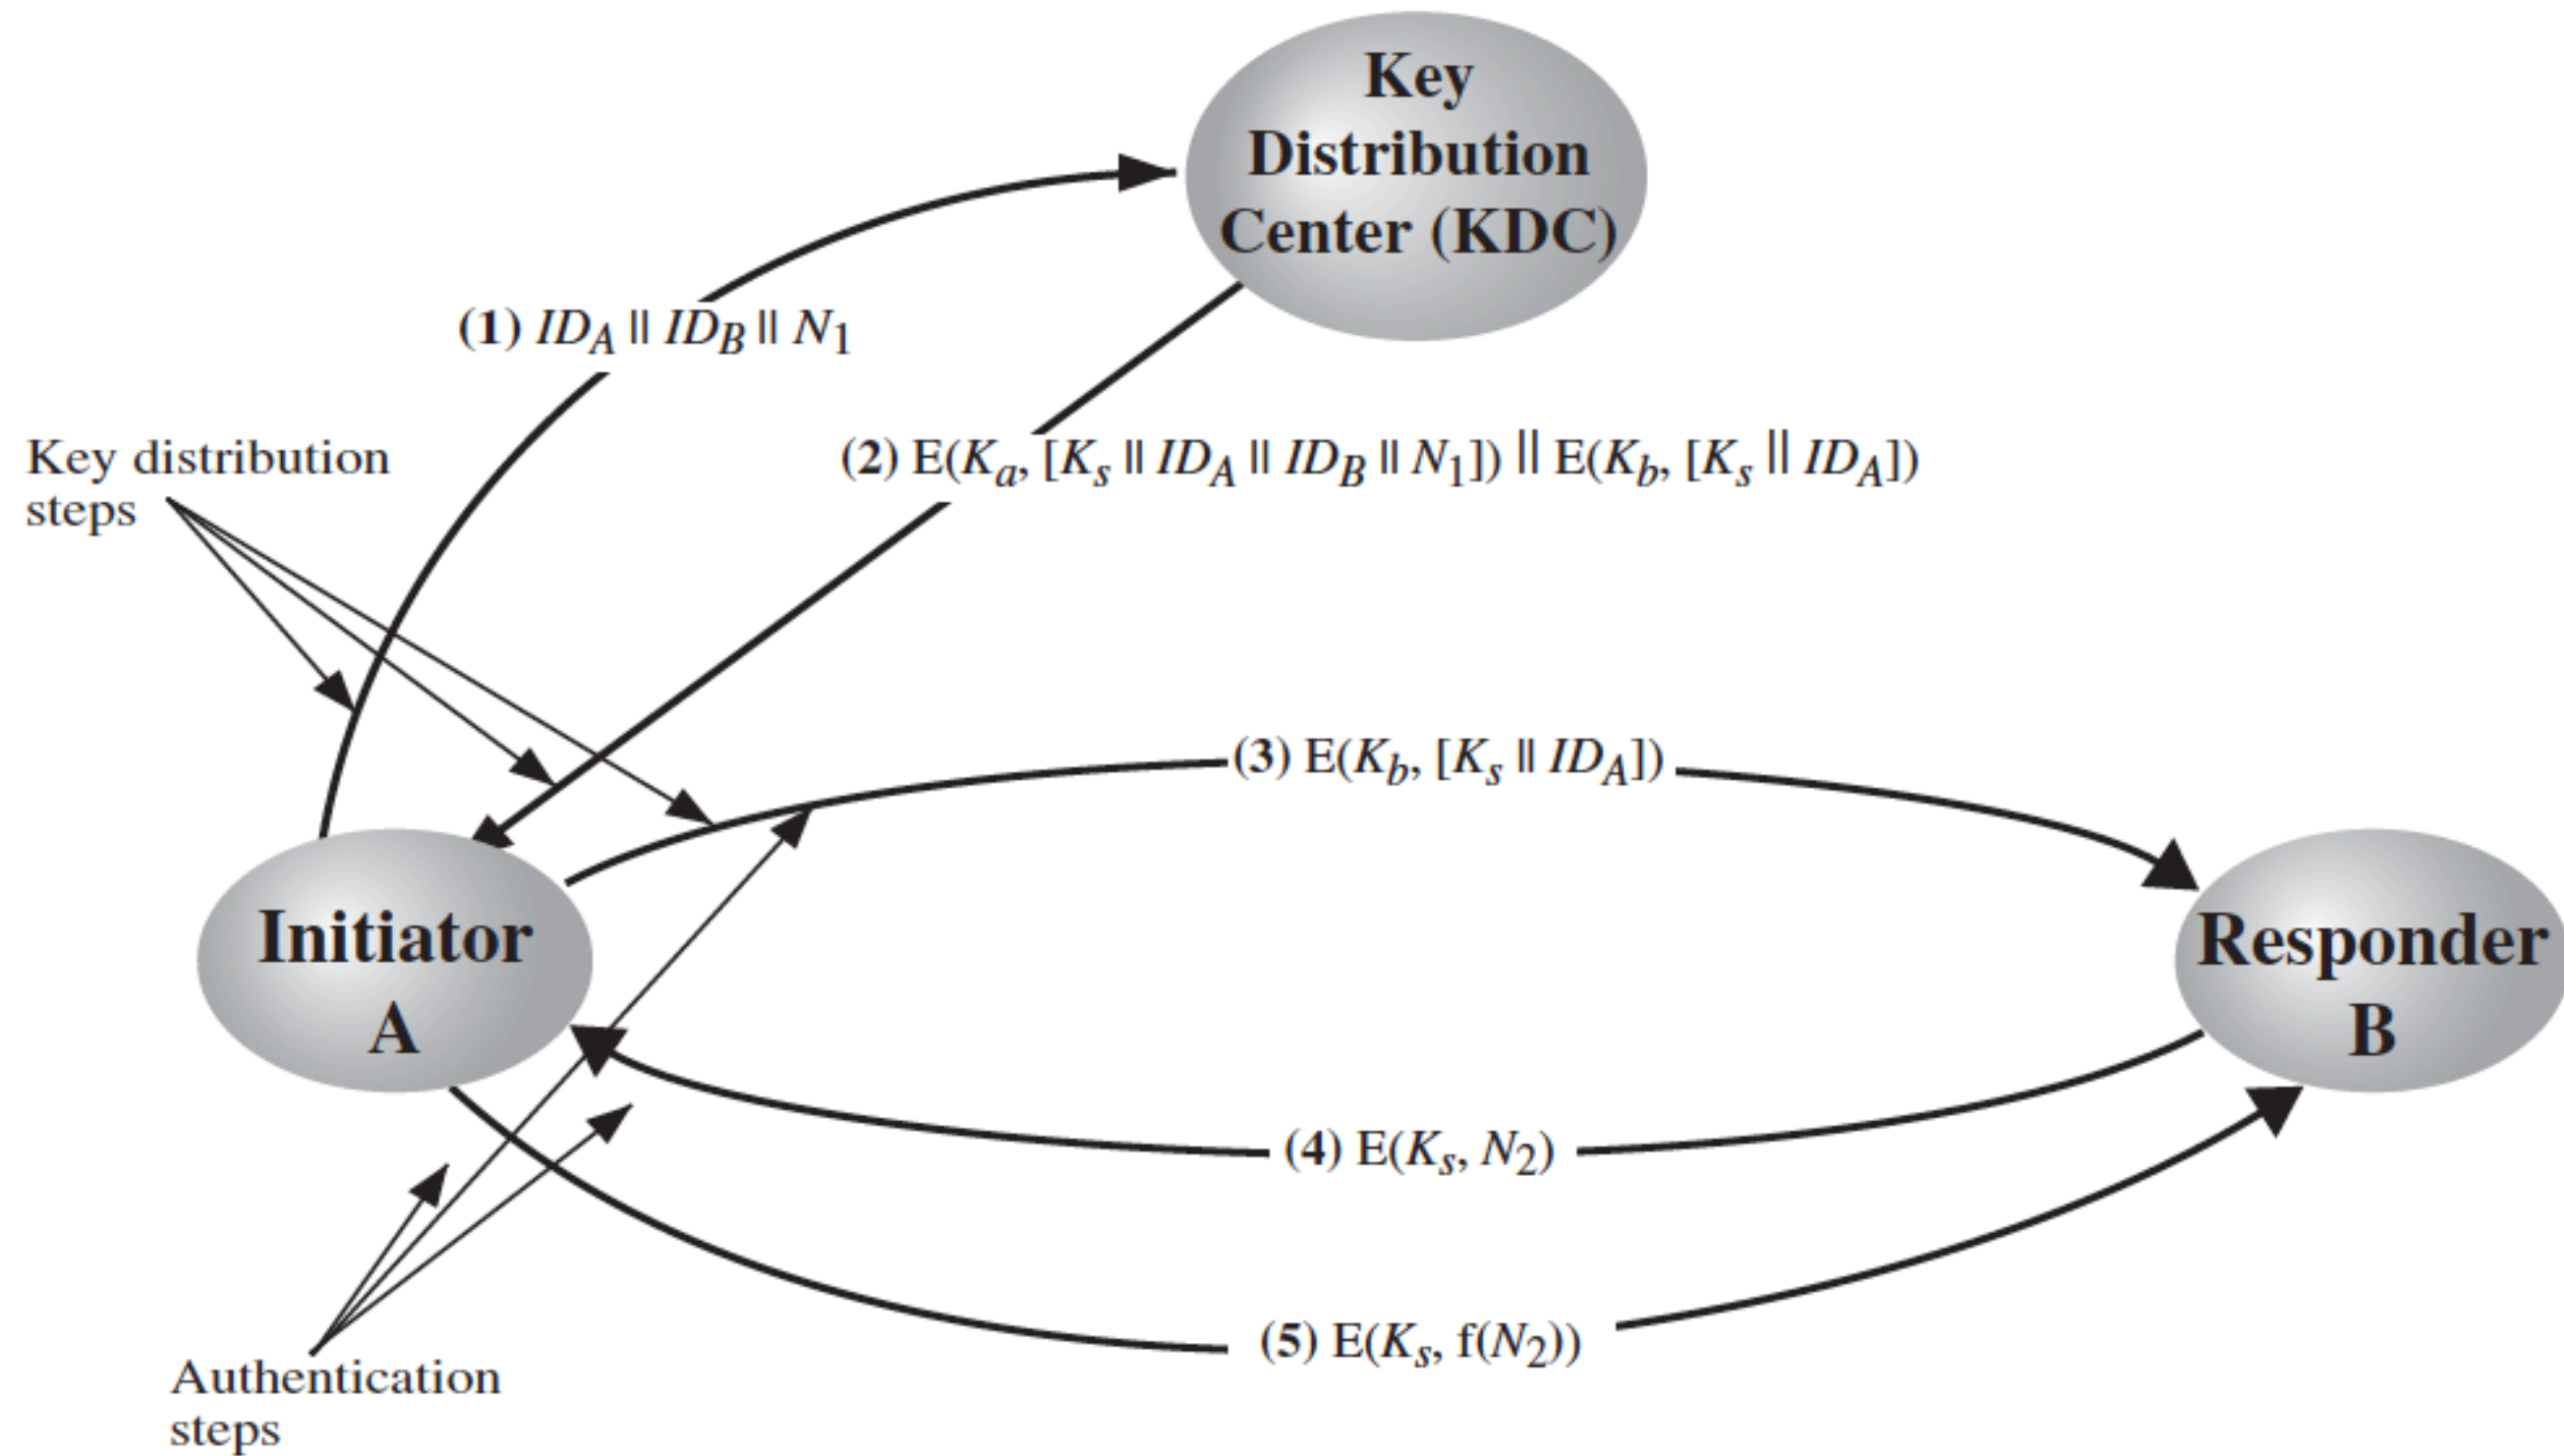 Key
Distribution
Center (KDC)
(1) ID_A || ID_B || N_1
Key distribution
steps
(2) E(K_a, [K_s || ID_A || ID_B || N_1]) || E(K_b, [K_s || ID_A])
(3) E(K_b, [K_s || ID_A])
Initiator
A
Responder
B
(4) E(K_s, N_2)
(5) E(K_s, f(N_2))
Authentication
steps